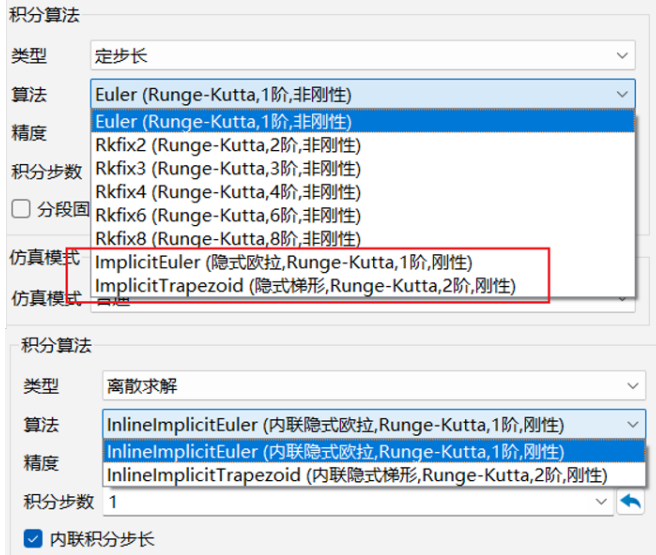 积分算法
类型 定步长
算法 Euler (Runge-Kutta,1阶,非刚性)
Euler (Runge-Kutta,1阶,非刚性)
精度
Rkfix2 (Runge-Kutta,2阶,非刚性)
Rkfix3 (Runge-Kutta,3阶,非刚性)
积分步数
Rkfix4 (Runge-Kutta,4阶,非刚性)
分段固
Rkfix6 (Runge-Kutta,6阶,非刚性)
Rkfix8 (Runge-Kutta,8阶,非刚性)
仿真模式
ImplicitEuler (隐式欧拉,Runge-Kutta,1阶,刚性)
ImplicitTrapezoid (隐式梯形,Runge-Kutta,2阶,刚性)
仿真模式
积分算法
类型 离散求解
算法 InlineImplicitEuler (内联隐式欧拉,Runge-Kutta,1阶,刚性)
InlineImplicitEuler (内联隐式欧拉,Runge-Kutta,1阶,刚性)
精度
InlineImplicitTrapezoid (内联隐式梯形,Runge-Kutta,2阶,刚性)
积分步数 1
内联积分步长